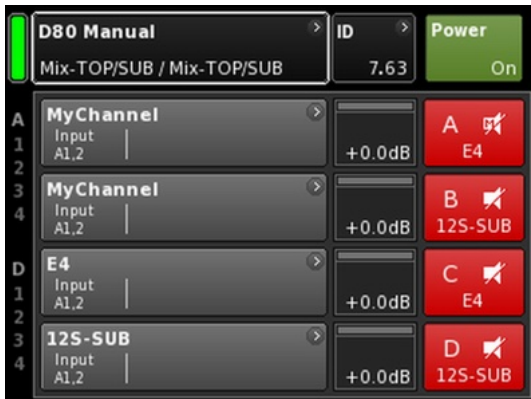 D80 Manual
Mix-TOP/SUB / Mix-TOP/SUB
ID
7.63
Power
On
A
1
2
3
4
D
1
2
3
4
MyChannel
Input
A1,2
+0.0dB
A
E4
MyChannel
Input
A1,2
+0.0dB
B
12S-SUB
E4
Input
A1,2
+0.0dB
C
E4
12S-SUB
Input
A1,2
+0.0dB
D
12S-SUB